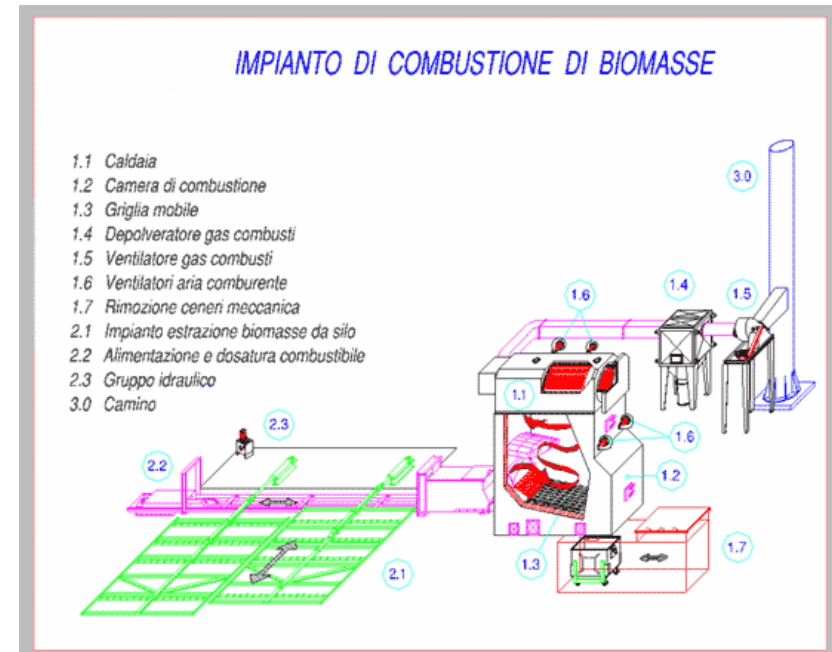 IMPIANTO DI COMBUSTIONE DI BIOMASSE
1.1 Caldaia
1.2 Camera di combustione
1.3 Griglia mobile
1.4 Depolveratore gas combusti
1.5 Ventilatore gas combusti
1.6 Ventilatori aria comburente
1.7 Rimozione ceneri meccanica
2.1 Impianto estrazione biomasse da silo
2.2 Alimentazione e dosatura combustibile
2.3 Gruppo idraulico
3.0 Camino
3.0
1.4
1.5
1.6
1.1
2.3
1.6
2.2
1.2
1.7
1.3
2.1